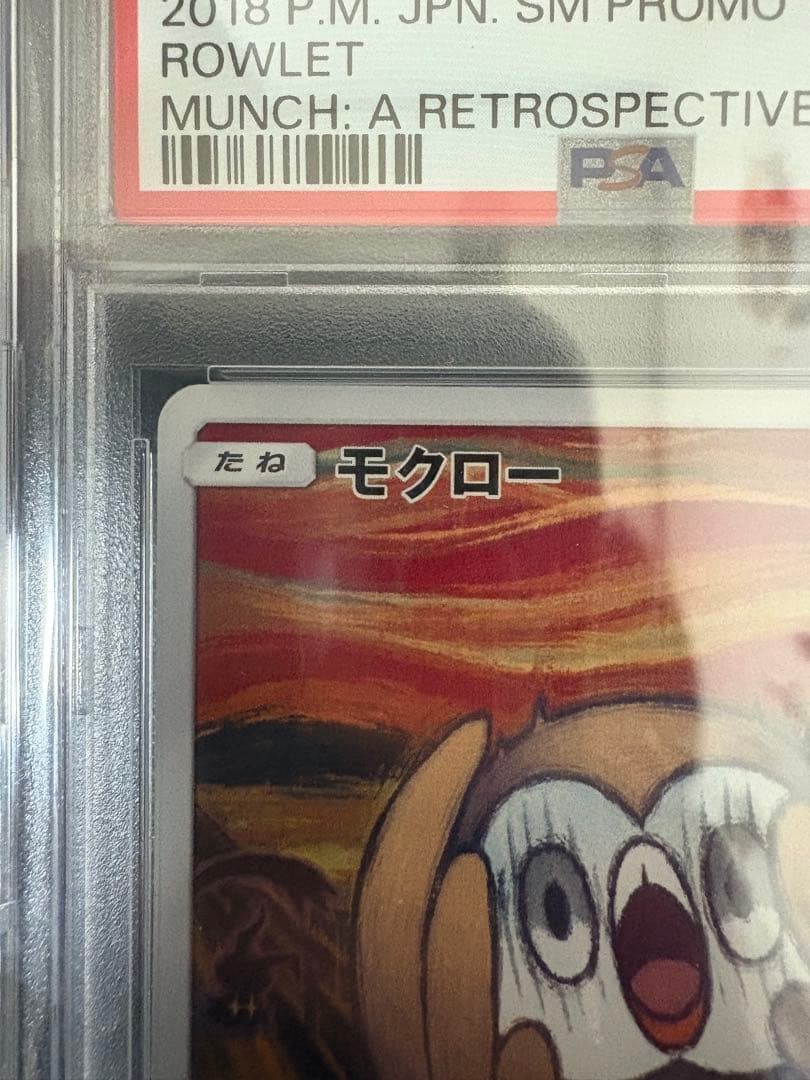 2018 P.M. JPN. SM PROMO
ROWLET
MUNCH: A RETROSPECTIVE
PSA
たね モクロー